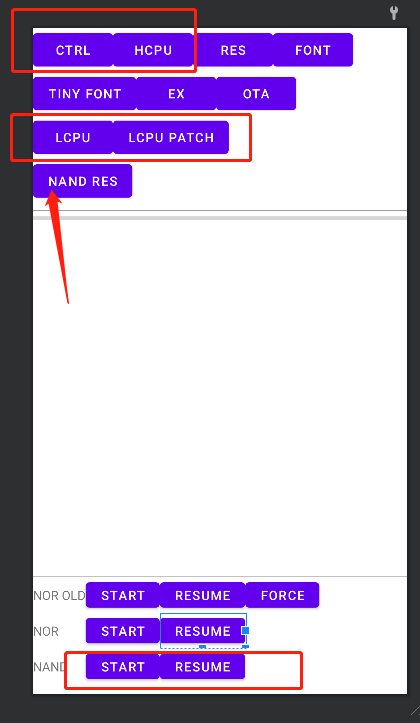 CTRL HCPU RES FONT
TINY FONT EX OTA
LCPU LCPU PATCH
NAND RES
NOR OLD START RESUME FORCE
NOR START RESUME
NAND START RESUME